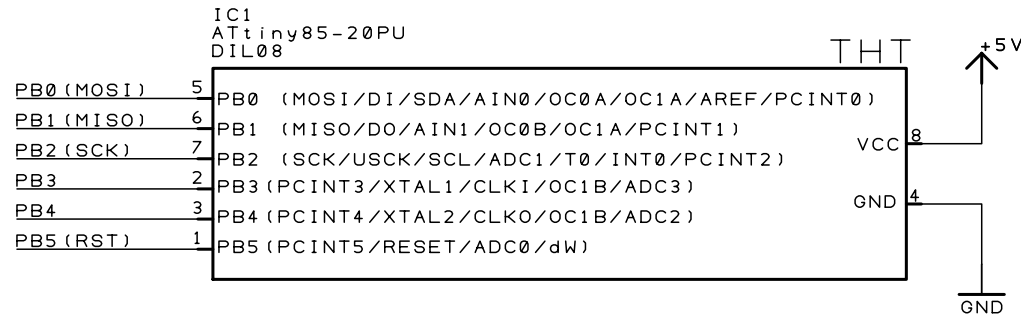 IC1
ATtiny85-20PU
DIL08
THT
+5V
PB0(MOSI) 5 PB0 (MOSI/DI/SDA/AIN0/OC0A/OC1A/AREF/PCINT0)
PB1(MISO) 6 PB1 (MISO/DO/AIN1/OC0B/OC1A/PCINT1)
VCC 8
PB2(SCK) 7 PB2 (SCK/USCK/SCL/ADC1/T0/INT0/PCINT2)
PB3 2 PB3(PCINT3/XTAL1/CLKI/OC1B/ADC3)
GND 4
PB4 3 PB4(PCINT4/XTAL2/CLKO/OC1B/ADC2)
PB5(RST) 1 PB5(PCINT5/RESET/ADC0/dW)
GND